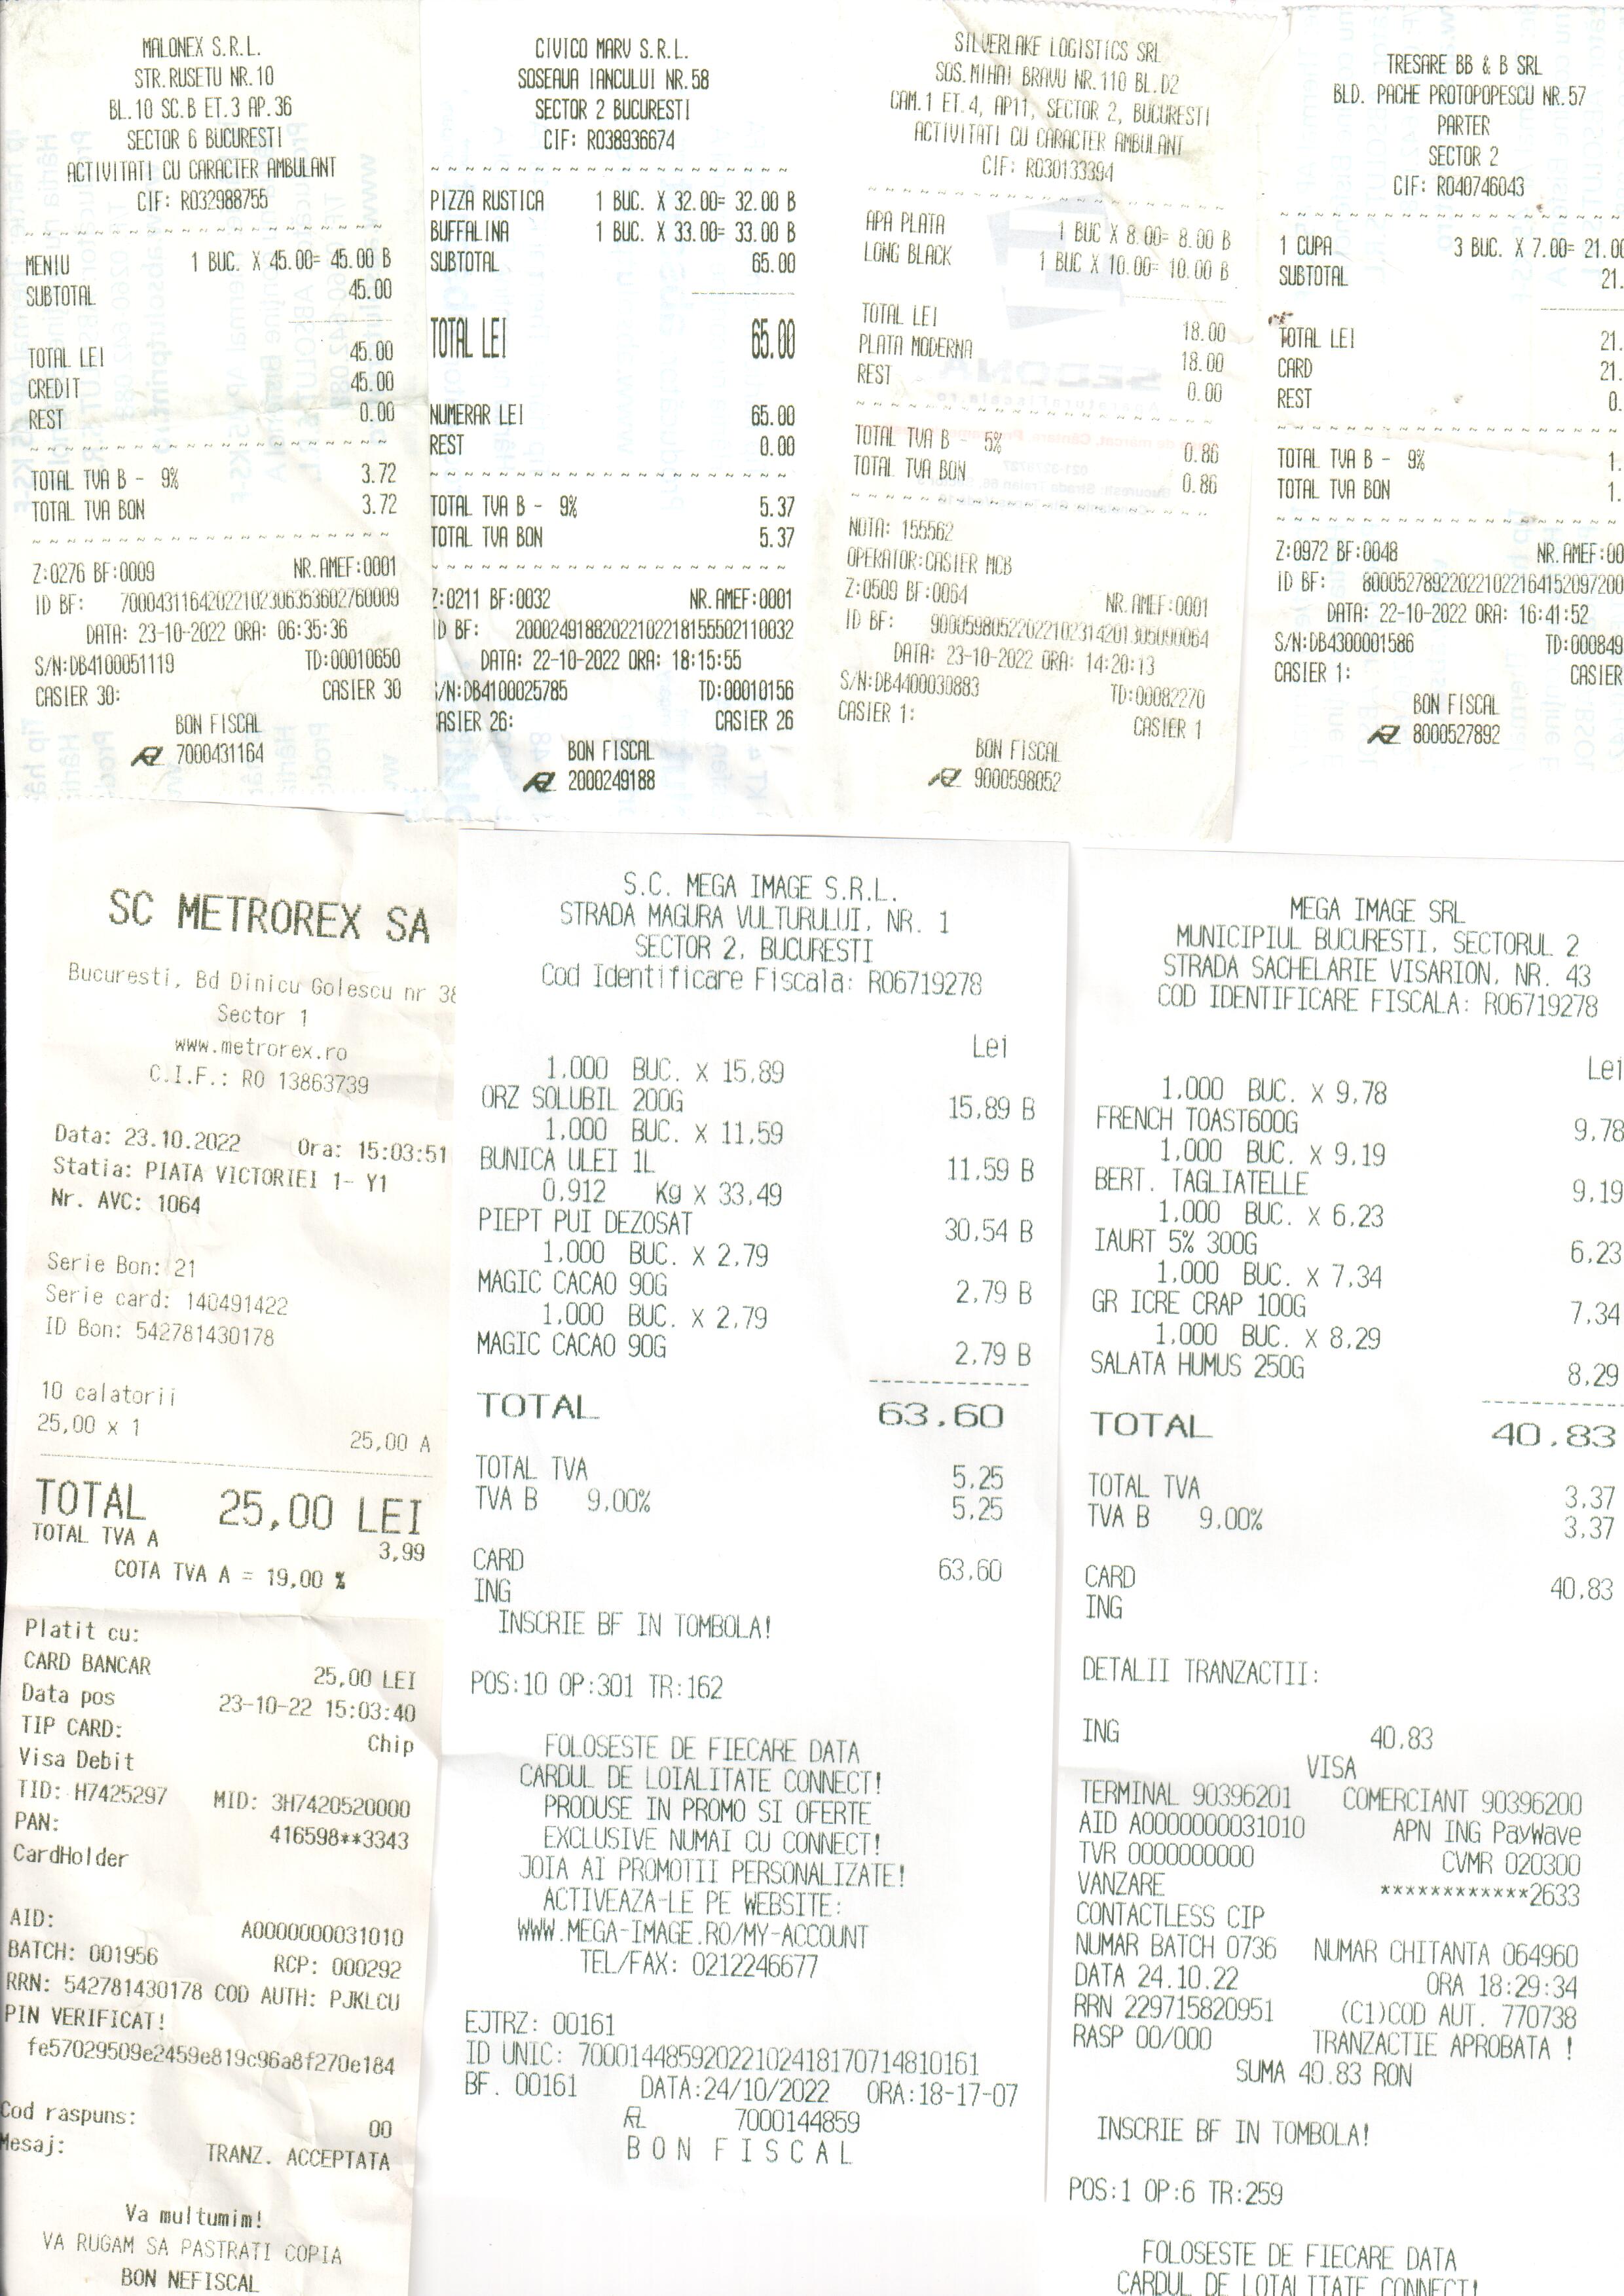 MALONEX S.R.L.
STR.RUSETU NR.10
BL.10 SC.B ET.3 AP.36
SECTOR 6 BUCURESTI
ACTIVITATI CU CARACTER AMBULANT
CIF: RO32988755
MENIU 1 BUC. X 45.00= 45.00 B
SUBTOTAL 45.00
TOTAL LEI 45.00
CREDIT 45.00
REST 0.00
TOTAL TVA B - 9% 3.72
TOTAL TVA BON 3.72
Z:0276 BF:0009 NR.AMEF:0001
ID BF: 70004311642022102306353602760009
DATA: 23-10-2022 ORA: 06:35:36
S/N:DB4100051119 TD:00010650
CASIER 30: CASIER 30
BON FISCAL
7000431164
CIVICO MARV S.R.L.
SOSEAUA IANCULUI NR.58
SECTOR 2 BUCURESTI
CIF: RO38936674
PIZZA RUSTICA 1 BUC. X 32.00= 32.00 B
BUFFALINA 1 BUC. X 33.00= 33.00 B
SUBTOTAL 65.00
TOTAL LEI 65.00
NUMERAR LEI 65.00
REST 0.00
TOTAL TVA B - 9% 5.37
TOTAL TVA BON 5.37
Z:0211 BF:0032 NR.AMEF:0001
ID BF: 20002491882022102218155502110032
DATA: 22-10-2022 ORA: 18:15:55
/N:DB4100025785 TD:00010156
ASIER 26: CASIER 26
BON FISCAL
2000249188
SILVERLAKE LOGISTICS SRL
SOS.MIHAI BRAVU NR.110 BL.D2
CAM.1 ET.4, AP11, SECTOR 2, BUCURESTI
ACTIVITATI CU CARACTER AMBULANT
CIF: RO30133394
APA PLATA 1 BUC X 8.00= 8.00 B
LONG BLACK 1 BUC X 10.00= 10.00 B
TOTAL LEI 18.00
PLATA MODERNA 18.00
REST 0.00
TOTAL TVA B - 5% 0.86
TOTAL TVA BON 0.86
NOTA: 155562
OPERATOR:CASIER MCB
Z:0509 BF:0064 NR.AMEF:0001
ID BF: 90005980522022102314201305090064
DATA: 23-10-2022 ORA: 14:20:13
S/N:DB4400030883 TD:00082270
CASIER 1: CASIER 1
BON FISCAL
9000598052
TRESARE BB & B SRL
BLD. PACHE PROTOPOPESCU NR.57
PARTER
SECTOR 2
CIF: RO40746043
1 CUPA 3 BUC. X 7.00= 21.00
SUBTOTAL 21.
TOTAL LEI 21.
CARD 21.
REST 0.
TOTAL TVA B - 9% 1.
TOTAL TVA BON 1.
Z:0972 BF:0048 NR.AMEF:00
ID BF: 800052789220221022164152097200
DATA: 22-10-2022 ORA: 16:41:52
S/N:DB4300001586 TD:000849
CASIER 1: CASIER
BON FISCAL
8000527892
SC METROREX SA
Bucuresti, Bd Dinicu Golescu nr 38
Sector 1
www.metrorex.ro
C.I.F.: RO 13863739
Data: 23.10.2022 Ora: 15:03:51
Statia: PIATA VICTORIEI 1- Y1
Nr. AVC: 1064
Serie Bon: 21
Serie card: 140491422
ID Bon: 542781430178
10 calatorii
25,00 x 1 25,00 A
TOTAL 25,00 LEI
TOTAL TVA A 3,99
COTA TVA A = 19,00 %
Platit cu:
CARD BANCAR 25,00 LEI
Data pos 23-10-22 15:03:40
TIP CARD: Chip
Visa Debit
TID: H7425297 MID: 3H7420520000
PAN: 416598**3343
CardHolder
AID: A0000000031010
BATCH: 001956 RCP: 000292
RRN: 542781430178 COD AUTH: PJKLCU
PIN VERIFICAT!
fe57029509e2459e819c96a8f270e184
Cod raspuns: 00
Mesaj: TRANZ. ACCEPTATA
Va multumim!
VA RUGAM SA PASTRATI COPIA
BON NEFISCAL
S.C. MEGA IMAGE S.R.L.
STRADA MAGURA VULTURULUI, NR. 1
SECTOR 2, BUCURESTI
Cod Identificare Fiscala: RO6719278
Lei
1,000 BUC. X 15,89
ORZ SOLUBIL 200G 15,89 B
1,000 BUC. X 11,59
BUNICA ULEI 1L 11,59 B
0,912 Kg X 33,49
PIEPT PUI DEZOSAT 30,54 B
1,000 BUC. X 2,79
MAGIC CACAO 90G 2,79 B
1,000 BUC. X 2,79
MAGIC CACAO 90G 2,79 B
TOTAL 63,60
TOTAL TVA 5,25
TVA B 9,00% 5,25
CARD 63,60
ING
INSCRIE BF IN TOMBOLA!
POS:10 OP:301 TR:162
FOLOSESTE DE FIECARE DATA
CARDUL DE LOIALITATE CONNECT!
PRODUSE IN PROMO SI OFERTE
EXCLUSIVE NUMAI CU CONNECT!
JOIA AI PROMOTII PERSONALIZATE!
ACTIVEAZA-LE PE WEBSITE:
WWW.MEGA-IMAGE.RO/MY-ACCOUNT
TEL/FAX: 0212246677
EJTRZ: 00161
ID UNIC: 7000144859202210241817071481​0161
BF. 00161 DATA:24/10/2022 ORA:18-17-07
7000144859
BON FISCAL
MEGA IMAGE SRL
MUNICIPIUL BUCURESTI, SECTORUL 2
STRADA SACHELARIE VISARION, NR. 43
COD IDENTIFICARE FISCALA: RO6719278
Lei
1,000 BUC. X 9,78
FRENCH TOAST600G 9,78
1,000 BUC. X 9,19
BERT. TAGLIATELLE 9,19
1,000 BUC. X 6,23
IAURT 5% 300G 6,23
1,000 BUC. X 7,34
GR ICRE CRAP 100G 7,34
1,000 BUC. X 8,29
SALATA HUMUS 250G 8,29
TOTAL 40,83
TOTAL TVA 3,37
TVA B 9,00% 3,37
CARD 40,83
ING
DETALII TRANZACTII:
ING 40,83
VISA
TERMINAL 90396201 COMERCIANT 90396200
AID A0000000031010 APN ING PayWave
TVR 0000000000 CVMR 020300
VANZARE ************2633
CONTACTLESS CIP
NUMAR BATCH 0736 NUMAR CHITANTA 064960
DATA 24.10.22 ORA 18:29:34
RRN 229715820951 (C1)COD AUT. 770738
RASP 00/000 TRANZACTIE APROBATA !
SUMA 40.83 RON
INSCRIE BF IN TOMBOLA!
POS:1 OP:6 TR:259
FOLOSESTE DE FIECARE DATA
CARDUL DE LOIALITATE CONNECT!